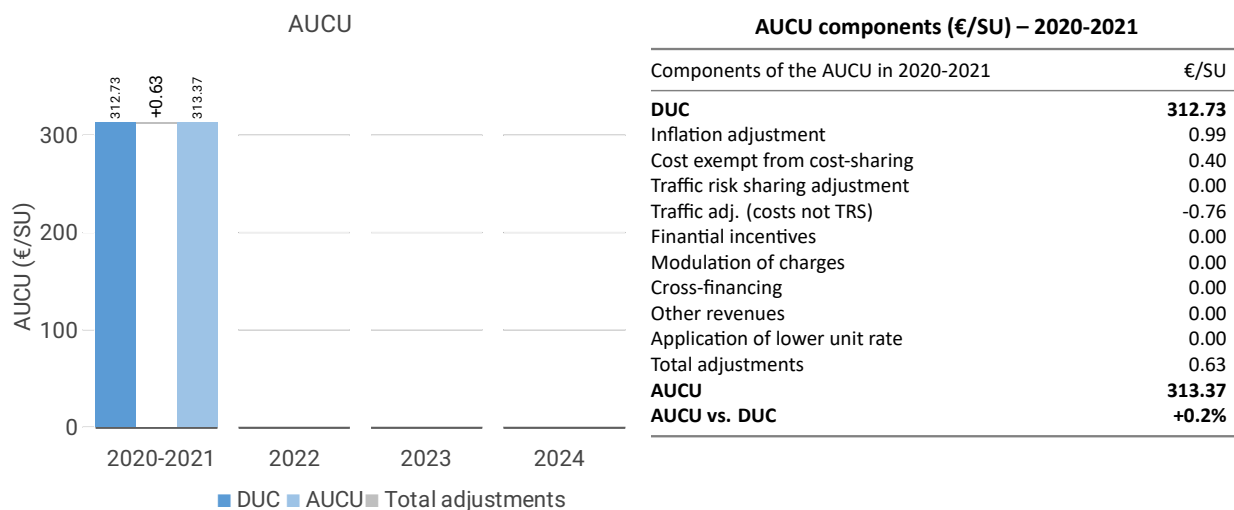 AUCU
312.73
+0.63
313.37
300
200
100
0
AUCU (€/SU)
2020-2021
2022
2023
2024
DUC AUCU Total adjustments
AUCU components (€/SU) – 2020-2021
Components of the AUCU in 2020-2021 €/SU
DUC 312.73
Inflation adjustment 0.99
Cost exempt from cost-sharing 0.40
Traffic risk sharing adjustment 0.00
Traffic adj. (costs not TRS) -0.76
Finantial incentives 0.00
Modulation of charges 0.00
Cross-financing 0.00
Other revenues 0.00
Application of lower unit rate 0.00
Total adjustments 0.63
AUCU 313.37
AUCU vs. DUC +0.2%